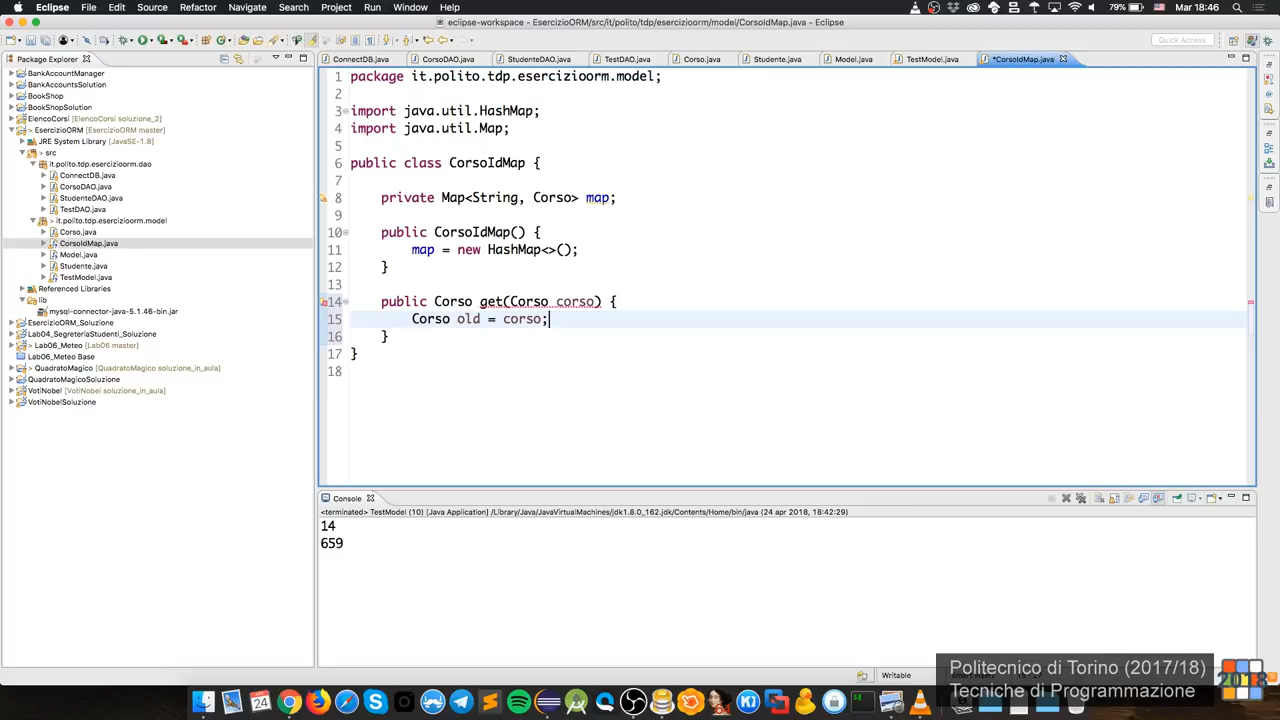 Eclipse File Edit Source Refactor Navigate Search Project Run Window Help 79% Mar 18:46
eclipse-workspace - EsercizioORM/src/it/polito/tdp/esercizioorm/model/CorsoIdMap.java - Eclipse
Quick Access
Package Explorer
BankAccountManager
BankAccountsSolution
BookShop
BookShopSolution
ElencoCorsi [ElencoCorsi soluzione_2]
> EsercizioORM [EsercizioORM master]
JRE System Library [JavaSE-1.8]
> src
it.polito.tdp.esercizioorm.dao
ConnectDB.java
CorsoDAO.java
StudenteDAO.java
TestDAO.java
> it.polito.tdp.esercizioorm.model
Corso.java
CorsoIdMap.java
Model.java
Studente.java
TestModel.java
Referenced Libraries
lib
mysql-connector-java-5.1.46-bin.jar
EsercizioORM_Soluzione
Lab04_SegreteriaStudenti_Soluzione
> Lab06_Meteo [Lab06 master]
Lab06_Meteo Base
> QuadratoMagico [QuadratoMagico soluzione_in_aula]
QuadratoMagicoSoluzione
VotiNobel [VotiNobel soluzione_in_aula]
VotiNobelSoluzione
ConnectDB.java CorsoDAO.java StudenteDAO.java TestDAO.java Corso.java Studente.java Model.java TestModel.java *CorsoIdMap.java
1 package it.polito.tdp.esercizioorm.model;
2
3 import java.util.HashMap;
4 import java.util.Map;
5
6 public class CorsoIdMap {
7
8 private Map<String, Corso> map;
9
10 public CorsoIdMap() {
11 map = new HashMap<>();
12 }
13
14 public Corso get(Corso corso) {
15 Corso old = corso;
16 }
17 }
18
Console
<terminated> TestModel (10) [Java Application] /Library/Java/JavaVirtualMachines/jdk1.8.0_162.jdk/Contents/Home/bin/java (24 apr 2018, 18:42:29)
14
659
Writable
Politecnico di Torino (2017/18)
Tecniche di Programmazione
2018